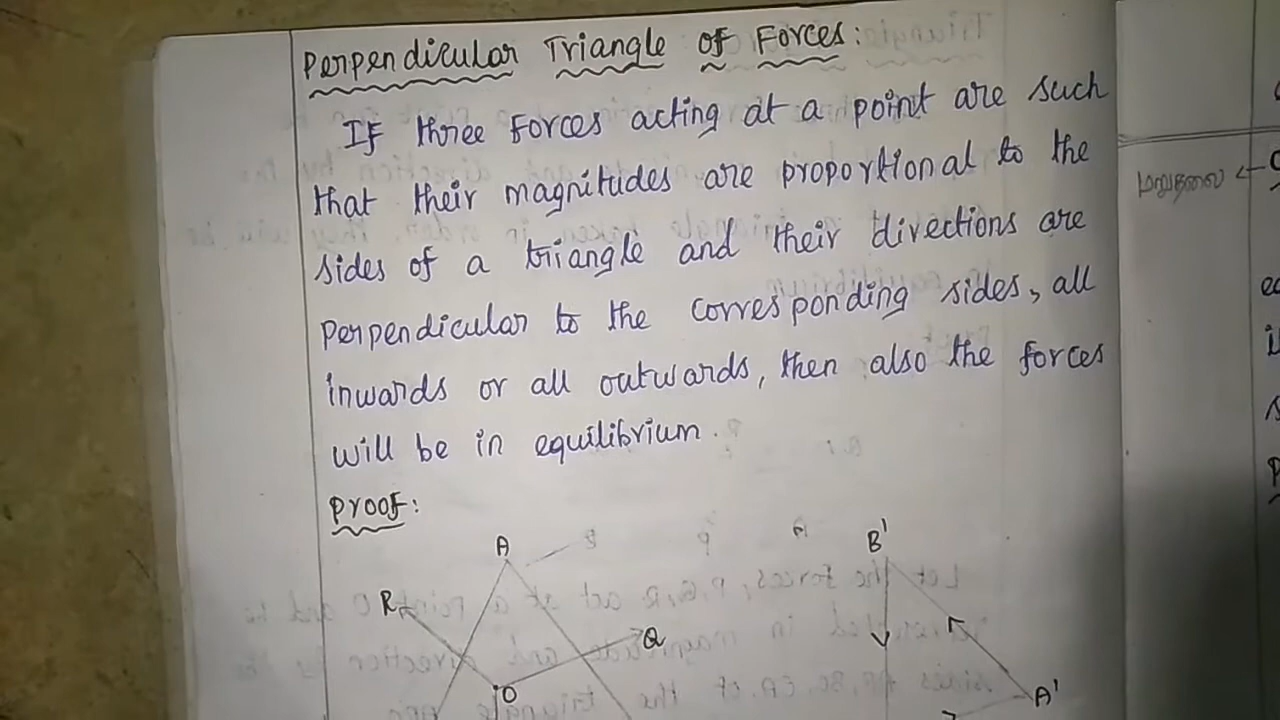 Perpendicular Triangle of Forces:
If three Forces acting at a point are such
that their magnitudes are proportional to the
sides of a triangle and their directions are
perpendicular to the corresponding sides, all
inwards or all outwards, then also the forces
will be in equilibrium.
Proof:
A
B'
R
Q
O
A'
மறுதலை